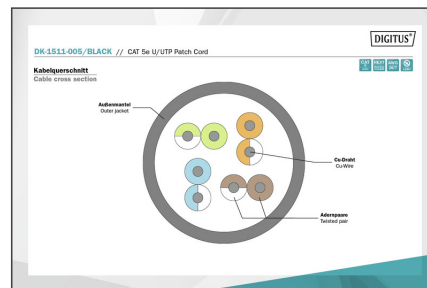 DIGITUS®
DK-1511-005/BLACK // CAT 5e U/UTP Patch Cord
Kabelquerschnitt
Cable cross section
Außenmantel
Outer jacket
Cu-Draht
Cu-Wire
Adernpaare
Twisted pair